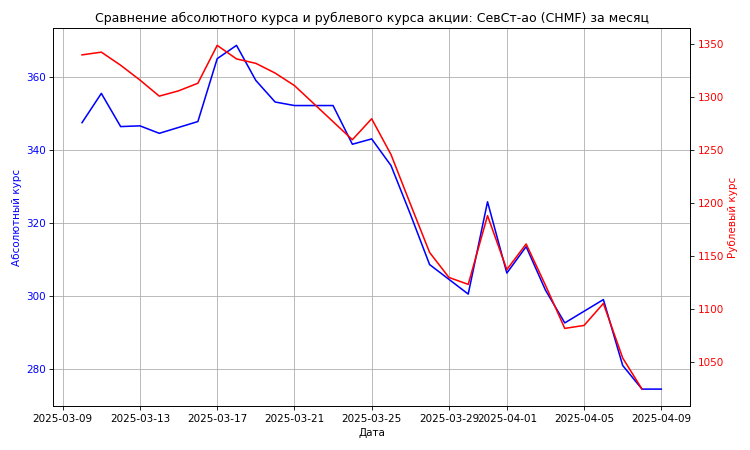 Сравнение абсолютного курса и рублевого курса акции: СевСт-ао (CHMF) за месяц
360
340
320
300
280
Абсолютный курс
1350
1300
1250
1200
1150
1100
1050
Рублевый курс
2025-03-09 2025-03-13 2025-03-17 2025-03-21 2025-03-25 2025-03-29 2025-04-01 2025-04-05 2025-04-09
Дата